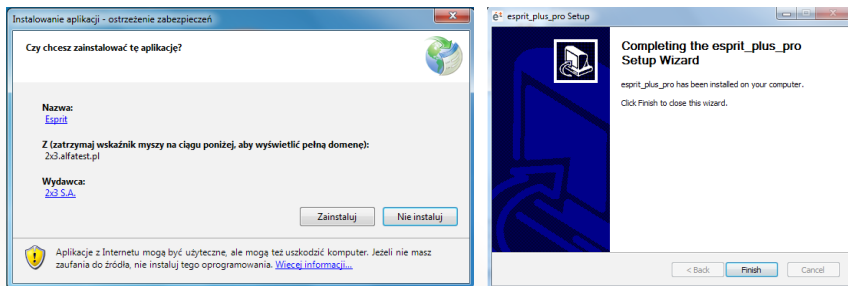 Instalowanie aplikacji - ostrzeżenie zabezpieczeń
Czy chcesz zainstalować tę aplikację?
Nazwa:
Esprit
Z (zatrzymaj wskaźnik myszy na ciągu poniżej, aby wyświetlić pełną domenę):
2x3.alfatest.pl
Wydawca:
2x3 S.A.
Zainstaluj
Nie instaluj
Aplikacje z Internetu mogą być użyteczne, ale mogą też uszkodzić komputer. Jeżeli nie masz
zaufania do źródła, nie instaluj tego oprogramowania. Więcej informacji...
esprit_plus_pro Setup
Completing the esprit_plus_pro
Setup Wizard
esprit_plus_pro has been installed on your computer.
Click Finish to close this wizard.
< Back
Finish
Cancel